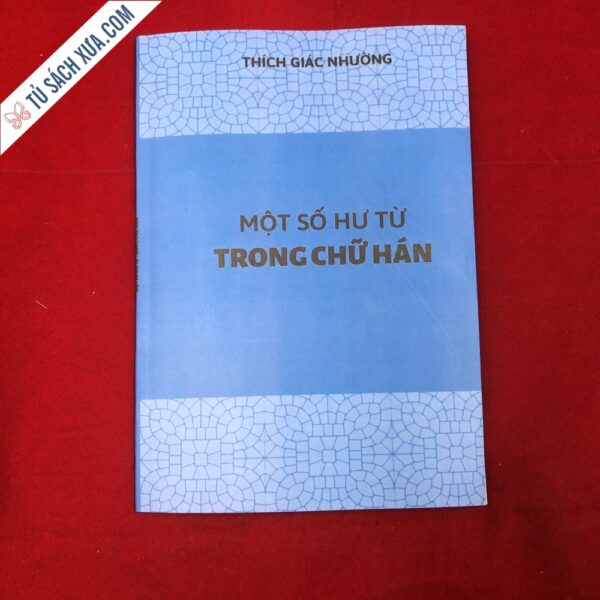 TỦ SÁCH XƯA.COM
THÍCH GIÁC NHƯỜNG
MỘT SỐ HƯ TỪ
TRONG CHỮ HÁN